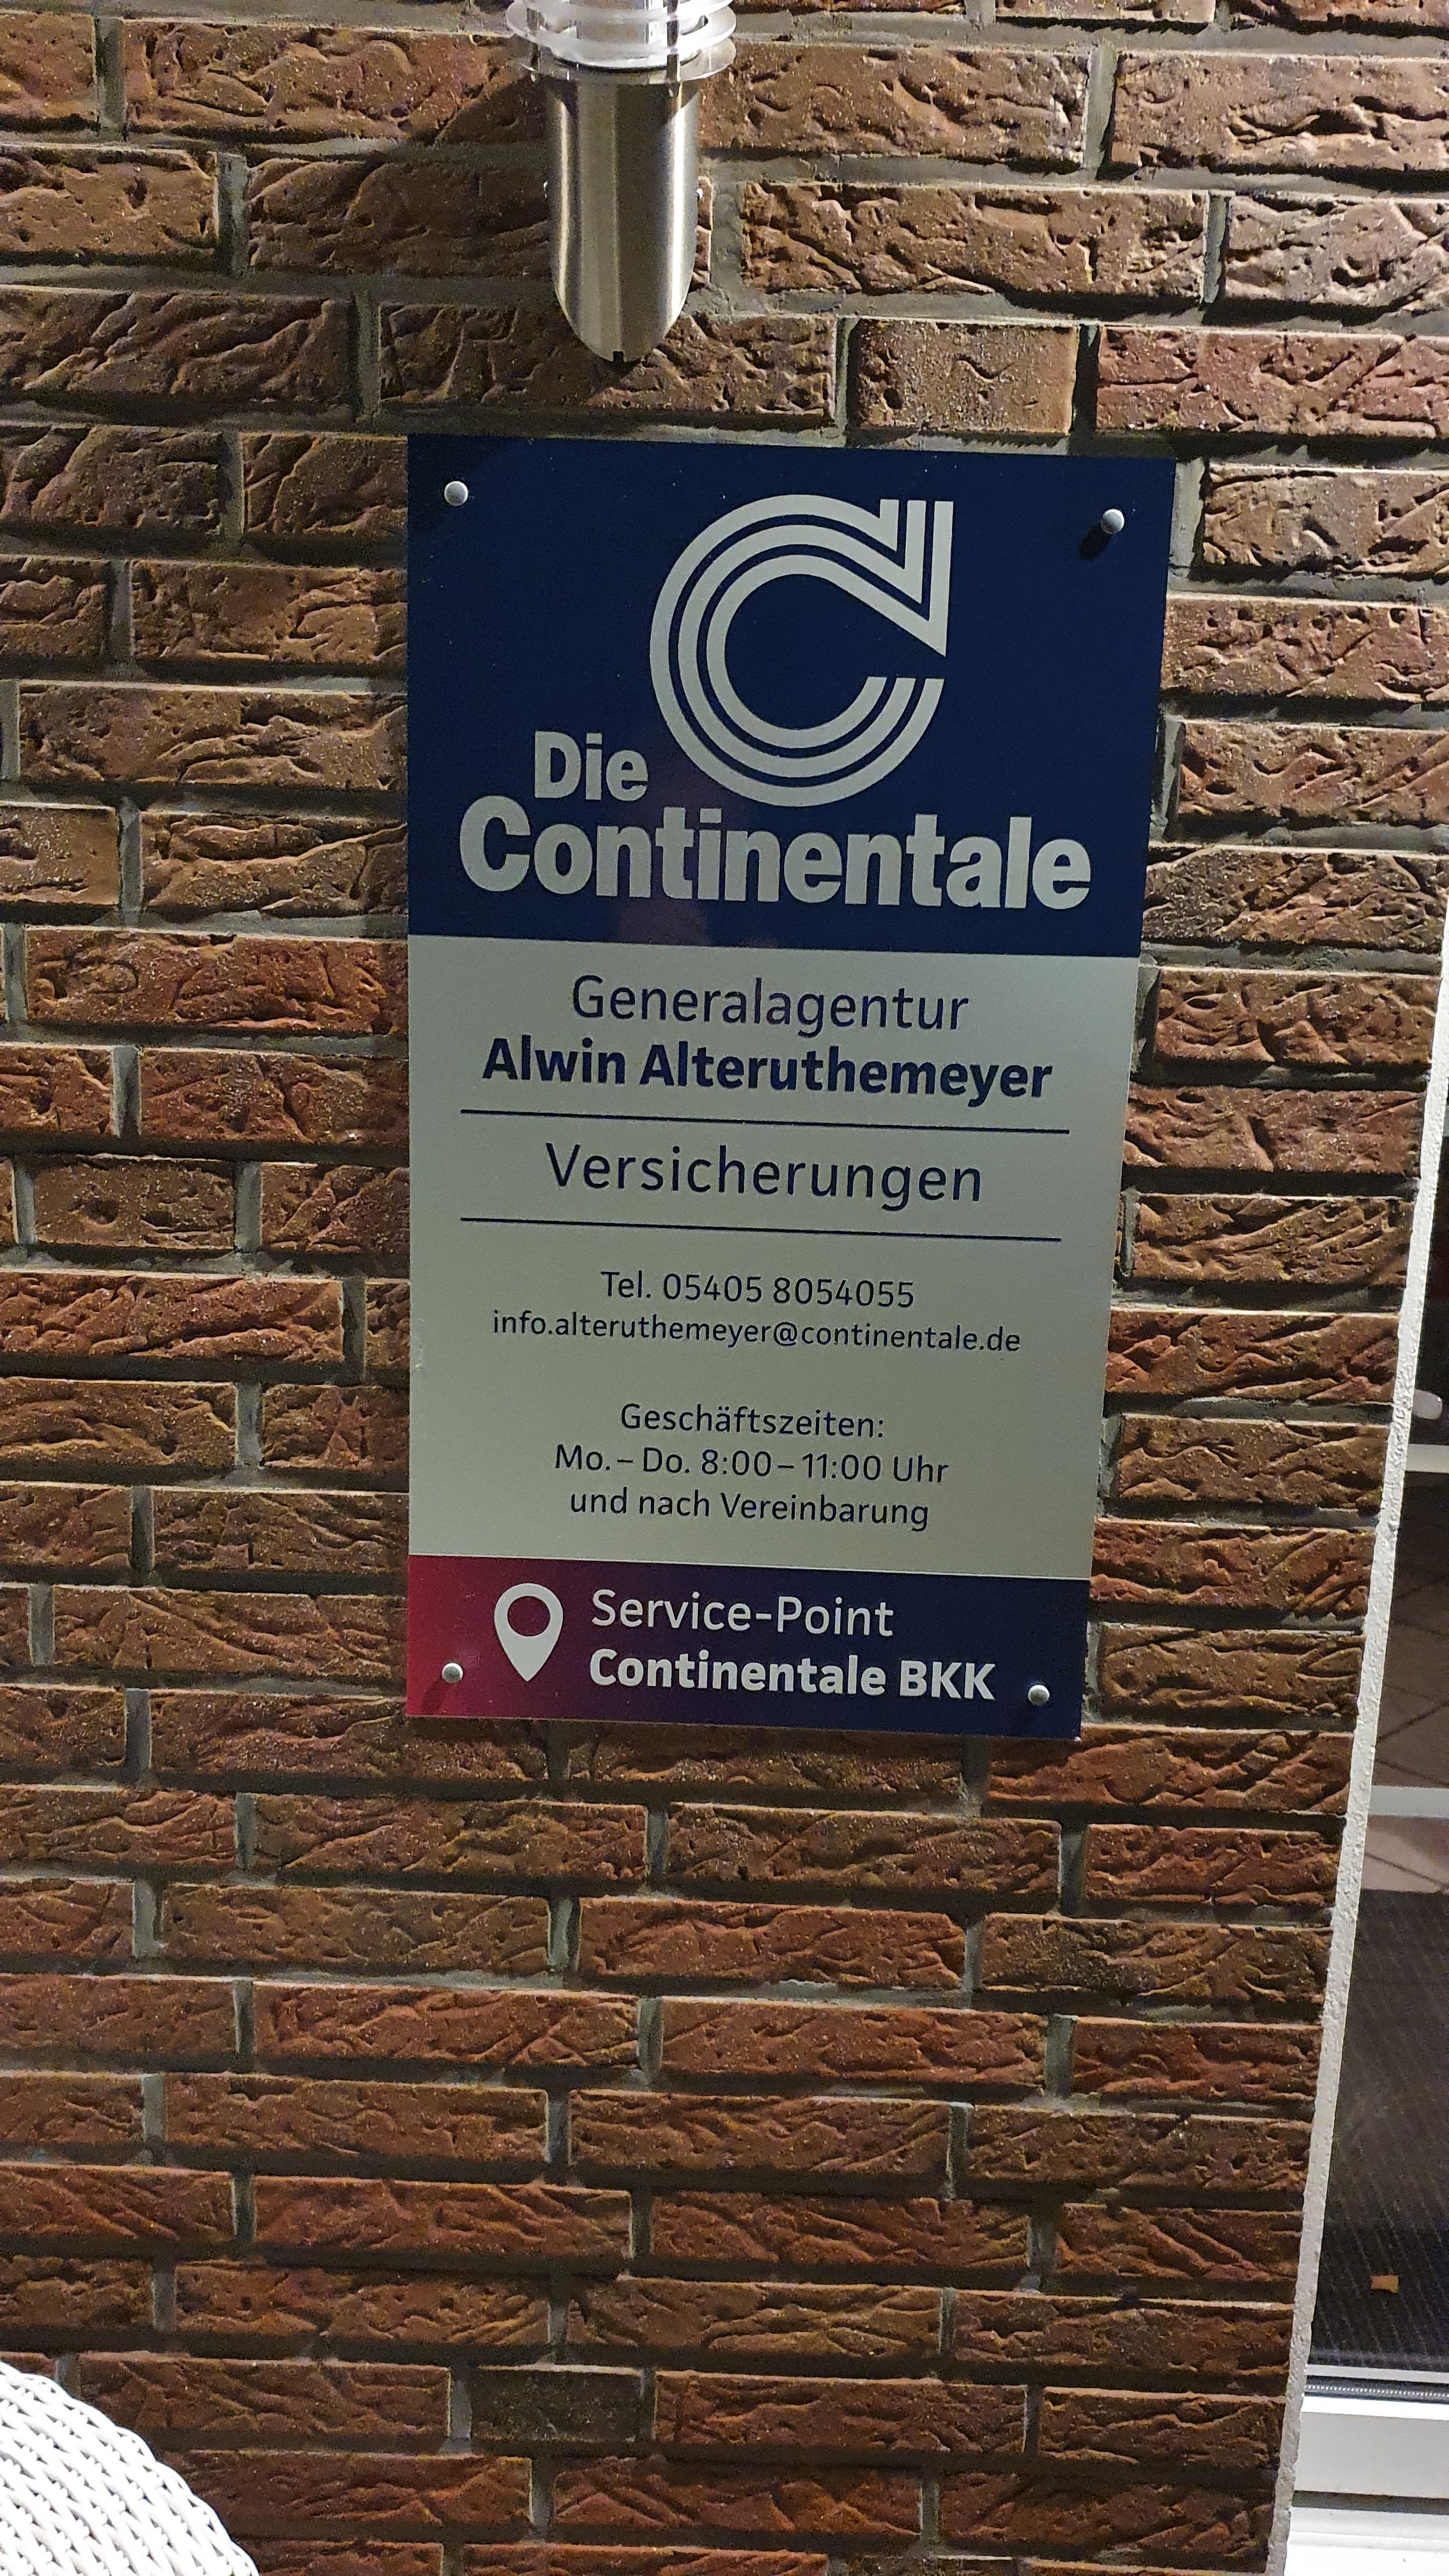 Die
Continentale
Generalagentur
Alwin Alteruthemeyer
Versicherungen
Tel. 05405 8054055
info.alteruthemeyer@continentale.de
Geschäftszeiten:
Mo. – Do. 8:00 – 11:00 Uhr
und nach Vereinbarung
Service-Point
Continentale BKK